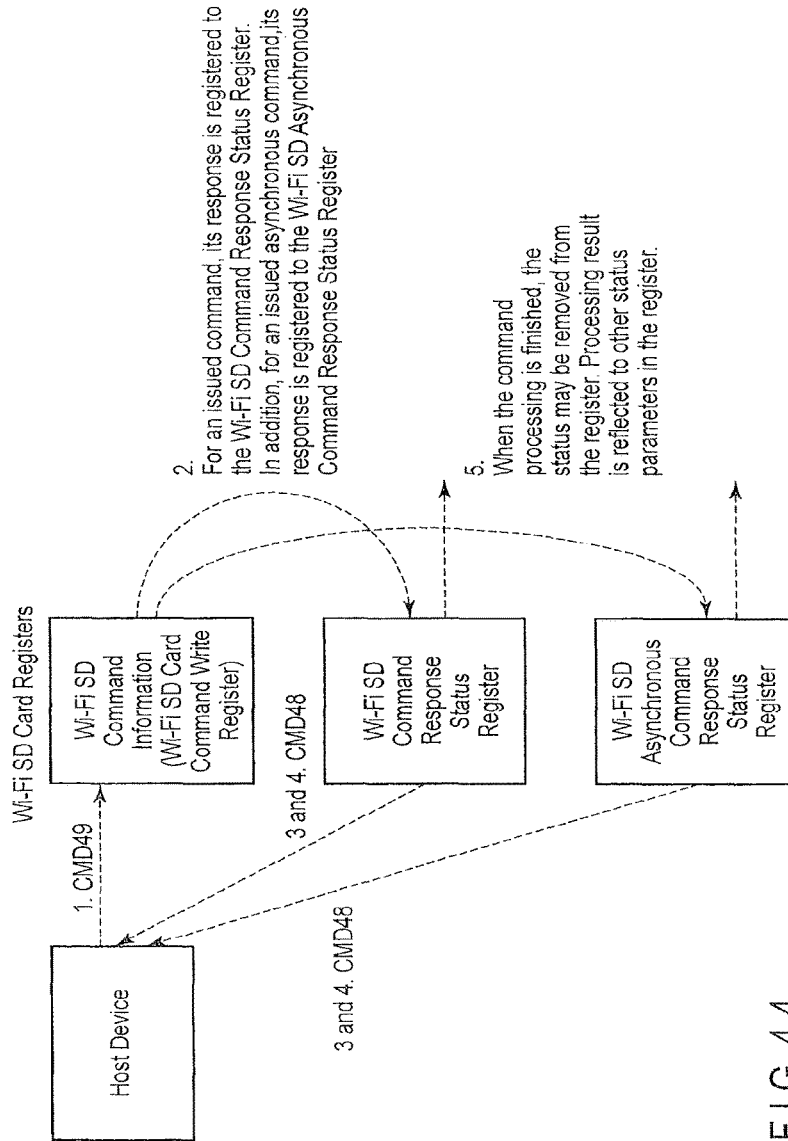 Wi-Fi SD Card Registers
Host Device
1. CMD49
Wi-Fi SD
Command
Information
(Wi-Fi SD Card
Command Write
Register)
2.
For an issued command, its response is registered to
the Wi-Fi SD Command Response Status Register.
In addition, for an issued asynchronous command,its
response is registered to the Wi-Fi SD Asynchronous
Command Response Status Register
3 and 4. CMD48
Wi-Fi SD
Command
Response
Status
Register
5.
When the command
processing is finished, the
status may be removed from
the register. Processing result
is reflected to other status
parameters in the register.
3 and 4. CMD48
Wi-Fi SD
Asynchronous
Command
Response
Status
Register
FIG. 44